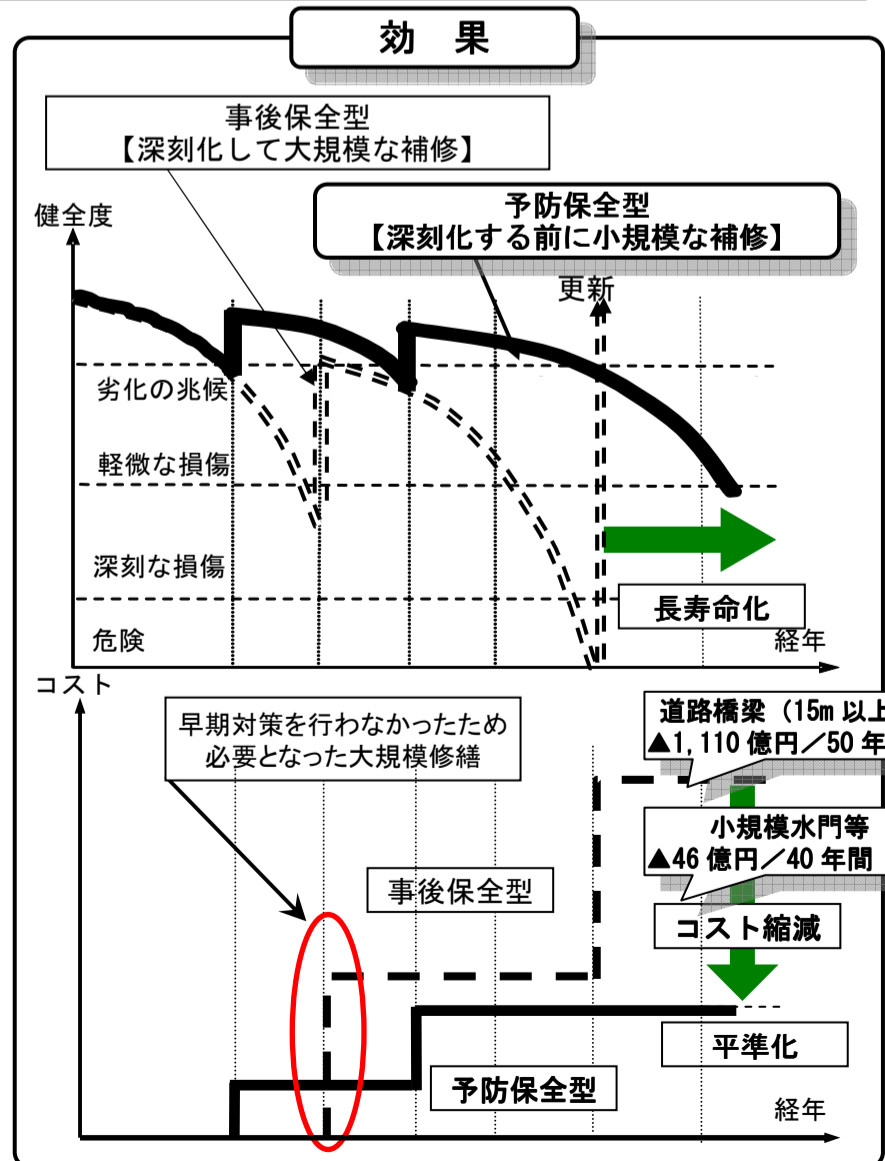 効　果
事後保全型
【深刻化して大規模な補修】
予防保全型
【深刻化する前に小規模な補修】
健全度
更新
劣化の兆候
軽微な損傷
深刻な損傷
危険
長寿命化
経年
コスト
早期対策を行わなかったため
必要となった大規模修繕
道路橋梁（15m 以上
▲1,110 億円／50 年
小規模水門等
▲46 億円／40 年間
事後保全型
コスト縮減
平準化
予防保全型
経年